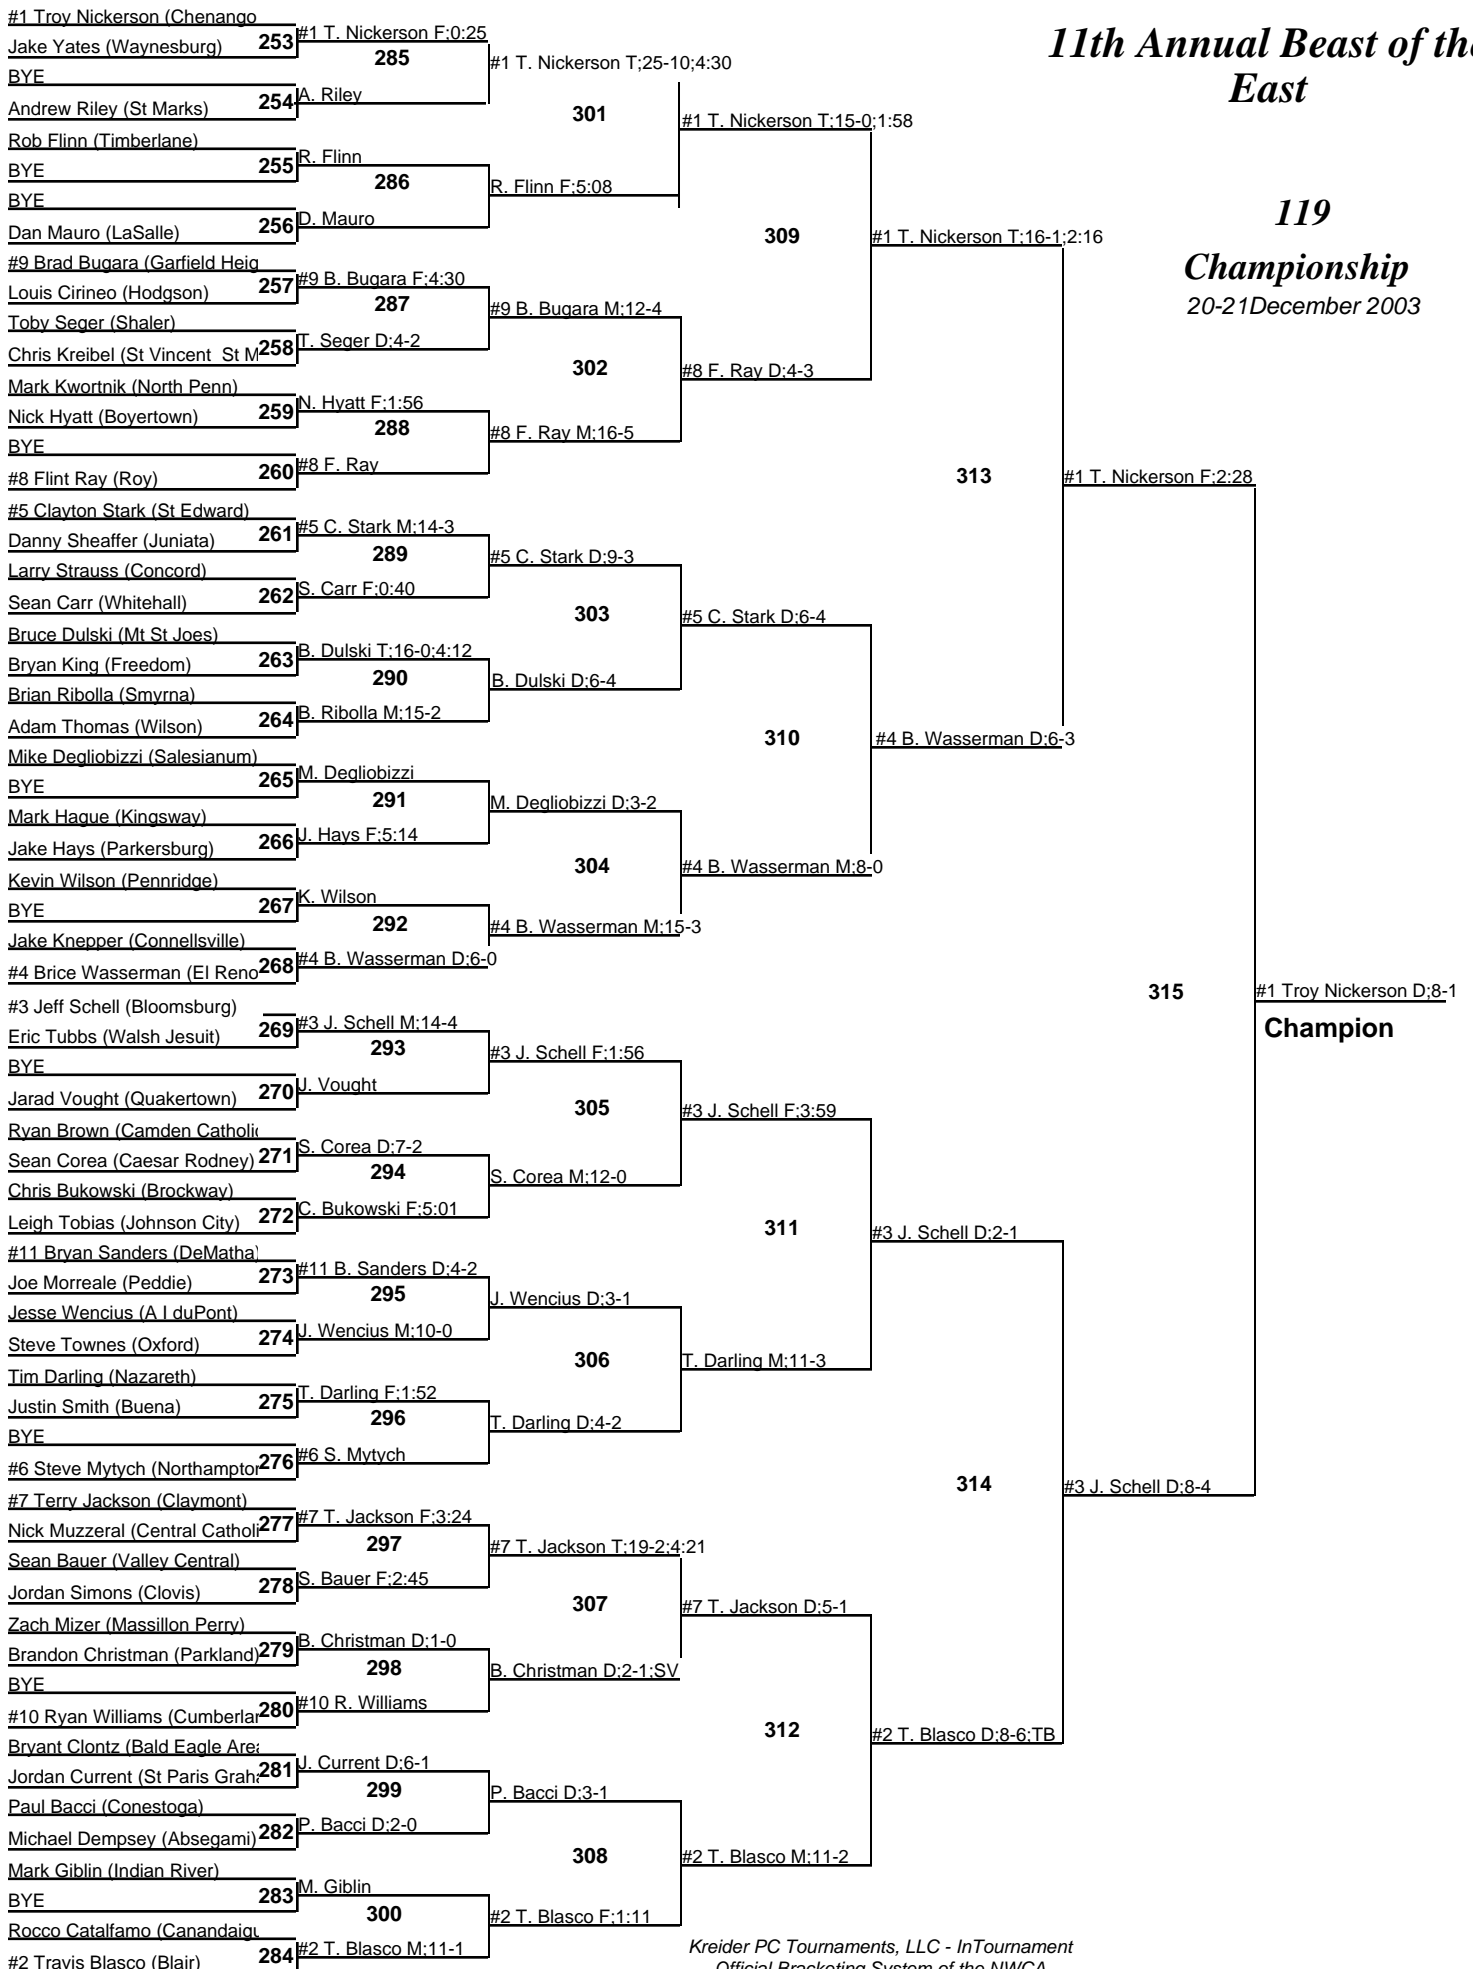 11th Annual Beast of the
East
119
Championship
20-21December 2003
#1 Troy Nickerson (Chenango
Jake Yates (Waynesburg)
253
BYE
Andrew Riley (St Marks)
254
Rob Flinn (Timberlane)
BYE
255
BYE
Dan Mauro (LaSalle)
256
#9 Brad Bugara (Garfield Heig
Louis Cirineo (Hodgson)
257
Toby Seger (Shaler)
Chris Kreibel (St Vincent St M
258
Mark Kwortnik (North Penn)
Nick Hyatt (Boyertown)
259
BYE
#8 Flint Ray (Roy)
260
#5 Clayton Stark (St Edward)
Danny Sheaffer (Juniata)
261
Larry Strauss (Concord)
Sean Carr (Whitehall)
262
Bruce Dulski (Mt St Joes)
Bryan King (Freedom)
263
Brian Ribolla (Smyrna)
Adam Thomas (Wilson)
264
Mike Degliobizzi (Salesianum)
BYE
265
Mark Hague (Kingsway)
Jake Hays (Parkersburg)
266
Kevin Wilson (Pennridge)
BYE
267
Jake Knepper (Connellsville)
#4 Brice Wasserman (El Reno
268
#3 Jeff Schell (Bloomsburg)
Eric Tubbs (Walsh Jesuit)
269
BYE
Jarad Vought (Quakertown)
270
Ryan Brown (Camden Catholic
Sean Corea (Caesar Rodney)
271
Chris Bukowski (Brockway)
Leigh Tobias (Johnson City)
272
#11 Bryan Sanders (DeMatha)
Joe Morreale (Peddie)
273
Jesse Wencius (A I duPont)
Steve Townes (Oxford)
274
Tim Darling (Nazareth)
Justin Smith (Buena)
275
BYE
#6 Steve Mytych (Northampton
276
#7 Terry Jackson (Claymont)
Nick Muzzeral (Central Catholi
277
Sean Bauer (Valley Central)
Jordan Simons (Clovis)
278
Zach Mizer (Massillon Perry)
Brandon Christman (Parkland)
279
BYE
#10 Ryan Williams (Cumberlan
280
Bryant Clontz (Bald Eagle Area
Jordan Current (St Paris Graha
281
Paul Bacci (Conestoga)
Michael Dempsey (Absegami)
282
Mark Giblin (Indian River)
BYE
283
Rocco Catalfamo (Canandaigu
#2 Travis Blasco (Blair)
284
#1 T. Nickerson F;0:25
285
A. Riley
R. Flinn
286
D. Mauro
#9 B. Bugara F;4:30
287
T. Seger D;4-2
N. Hyatt F;1:56
288
#8 F. Ray
#5 C. Stark M;14-3
289
S. Carr F;0:40
B. Dulski T;16-0;4:12
290
B. Ribolla M;15-2
M. Degliobizzi
291
J. Hays F;5:14
K. Wilson
292
#4 B. Wasserman D;6-0
#3 J. Schell M;14-4
293
J. Vought
S. Corea D;7-2
294
C. Bukowski F;5:01
#11 B. Sanders D;4-2
295
J. Wencius M;10-0
T. Darling F;1:52
296
#6 S. Mytych
#7 T. Jackson F;3:24
297
S. Bauer F;2:45
B. Christman D;1-0
298
#10 R. Williams
J. Current D;6-1
299
P. Bacci D;2-0
M. Giblin
300
#2 T. Blasco M;11-1
#1 T. Nickerson T;25-10;4:30
301
R. Flinn F;5:08
#9 B. Bugara M;12-4
302
#8 F. Ray M;16-5
#5 C. Stark D;9-3
303
B. Dulski D;6-4
M. Degliobizzi D;3-2
304
#4 B. Wasserman M;15-3
#3 J. Schell F;1:56
305
S. Corea M;12-0
J. Wencius D;3-1
306
T. Darling D;4-2
#7 T. Jackson T;19-2;4:21
307
B. Christman D;2-1;SV
P. Bacci D;3-1
308
#2 T. Blasco F;1:11
#1 T. Nickerson T;15-0;1:58
309
#8 F. Ray D;4-3
#5 C. Stark D;6-4
310
#4 B. Wasserman M;8-0
#3 J. Schell F;3:59
311
T. Darling M;11-3
#7 T. Jackson D;5-1
312
#2 T. Blasco M;11-2
#1 T. Nickerson T;16-1;2:16
313
#4 B. Wasserman D;6-3
#3 J. Schell D;2-1
314
#2 T. Blasco D;8-6;TB
#1 T. Nickerson F;2:28
315
#3 J. Schell D;8-4
#1 Troy Nickerson D;8-1
Champion
Kreider PC Tournaments, LLC - InTournament
Official Bracketing System of the NWCA